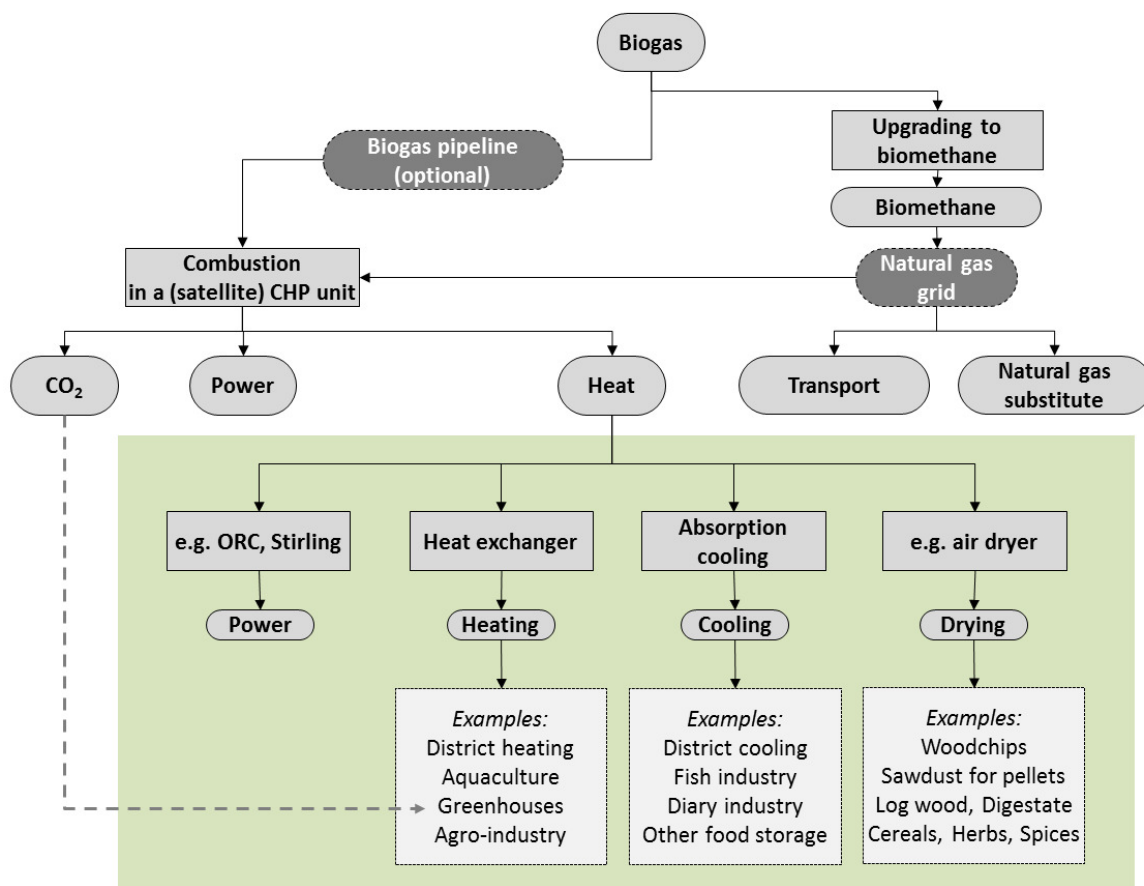 Biogas
Upgrading to
biomethane
Biogas pipeline
(optional)
Biomethane
Combustion
in a (satellite) CHP unit
Natural gas
grid
CO₂
Power
Heat
Transport
Natural gas
substitute
e.g. ORC, Stirling
Heat exchanger
Absorption
cooling
e.g. air dryer
Power
Heating
Cooling
Drying
Examples:
District heating
Aquaculture
Greenhouses
Agro-industry
Examples:
District cooling
Fish industry
Diary industry
Other food storage
Examples:
Woodchips
Sawdust for pellets
Log wood, Digestate
Cereals, Herbs, Spices